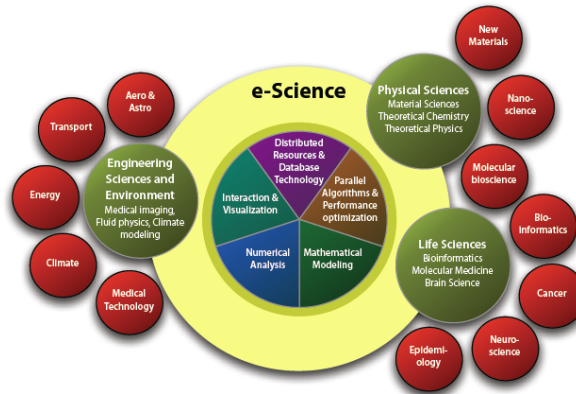 New
Materials
e-Science
Physical Sciences
Material Sciences
Theoretical Chemistry
Theoretical Physics
Nano-
science
Aero &
Astro
Transport
Distributed
Resources &
Database
Technology
Engineering
Sciences and
Environment
Medical imaging,
Fluid physics, Climate
modeling
Interaction &
Visualization
Parallel
Algorithms &
Performance
optimization
Molecular
bioscience
Energy
Bio-
informatics
Numerical
Analysis
Mathematical
Modeling
Life Sciences
Bioinformatics
Molecular Medicine
Brain Science
Climate
Medical
Technology
Cancer
Neuro-
science
Epidemi-
ology